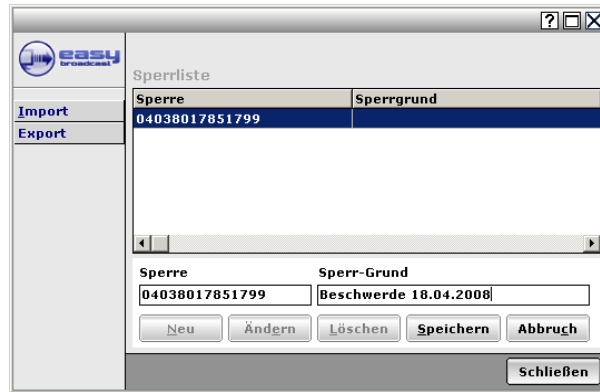 easy
broadcast
Sperrliste
Import
Export
Sperre Sperrgrund
04038017851799
Sperre Sperr-Grund
04038017851799 Beschwerde 18.04.2008
Neu Ändern Löschen Speichern Abbruch
Schließen